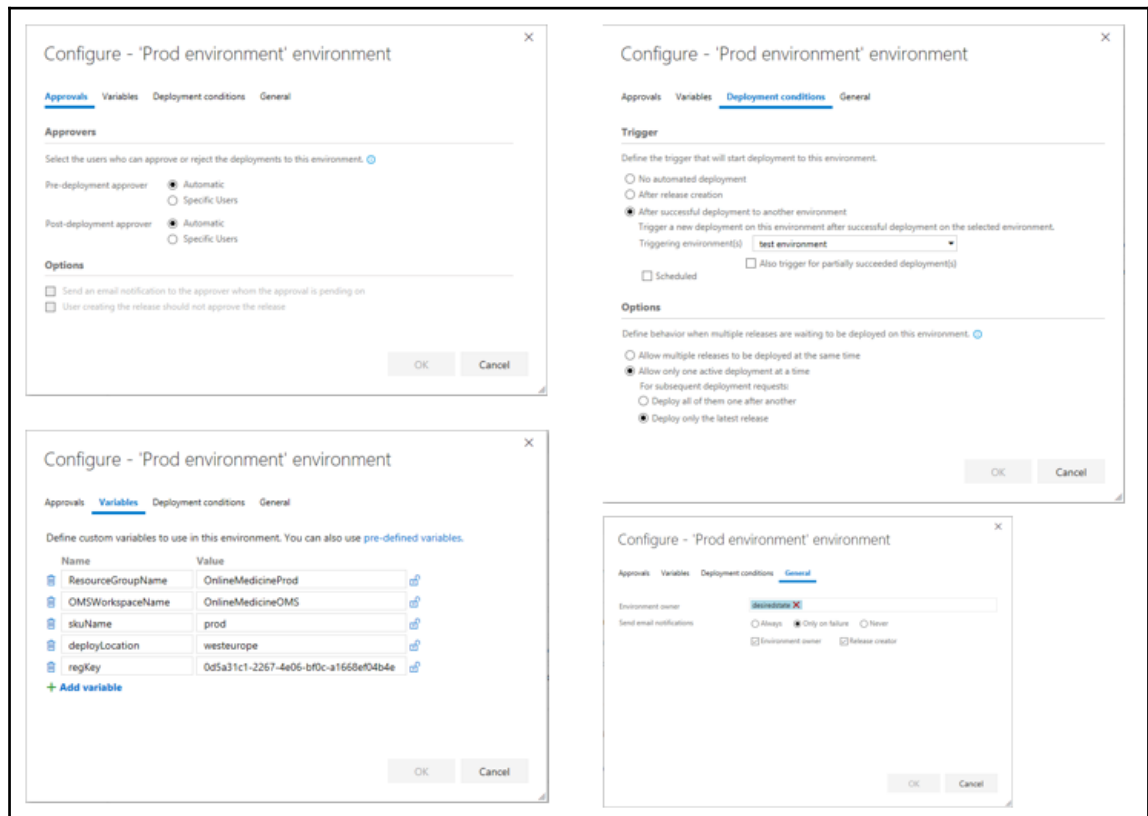 Configure - 'Prod environment' environment
Approvals Variables Deployment conditions General
Approvers
Select the users who can approve or reject the deployments to this environment.
Pre-deployment approver Automatic
Specific Users
Post-deployment approver Automatic
Specific Users
Options
Send an email notification to the approver whom the approval is pending on
User creating the release should not approve the release
OK Cancel
Configure - 'Prod environment' environment
Approvals Variables Deployment conditions General
Trigger
Define the trigger that will start deployment to this environment.
No automated deployment
After release creation
After successful deployment to another environment
Trigger a new deployment on this environment after successful deployment on the selected environment.
Triggering environment(s) test environment
Also trigger for partially succeeded deployment(s)
Scheduled
Options
Define behavior when multiple releases are waiting to be deployed on this environment.
Allow multiple releases to be deployed at the same time
Allow only one active deployment at a time
For subsequent deployment requests:
Deploy all of them one after another
Deploy only the latest release
OK Cancel
Configure - 'Prod environment' environment
Approvals Variables Deployment conditions General
Define custom variables to use in this environment. You can also use pre-defined variables.
Name Value
ResourceGroupName OnlineMedicineProd
OMSWorkspaceName OnlineMedicineOMS
skuName prod
deployLocation westeurope
regKey 0d5a31c1-2267-4e06-bf0c-a1668ef04b4e
+ Add variable
OK Cancel
Configure - 'Prod environment' environment
Approvals Variables Deployment conditions General
Environment owner desiredstate
Send email notifications Always Only on failure Never
Environment owner Release creator
OK Cancel